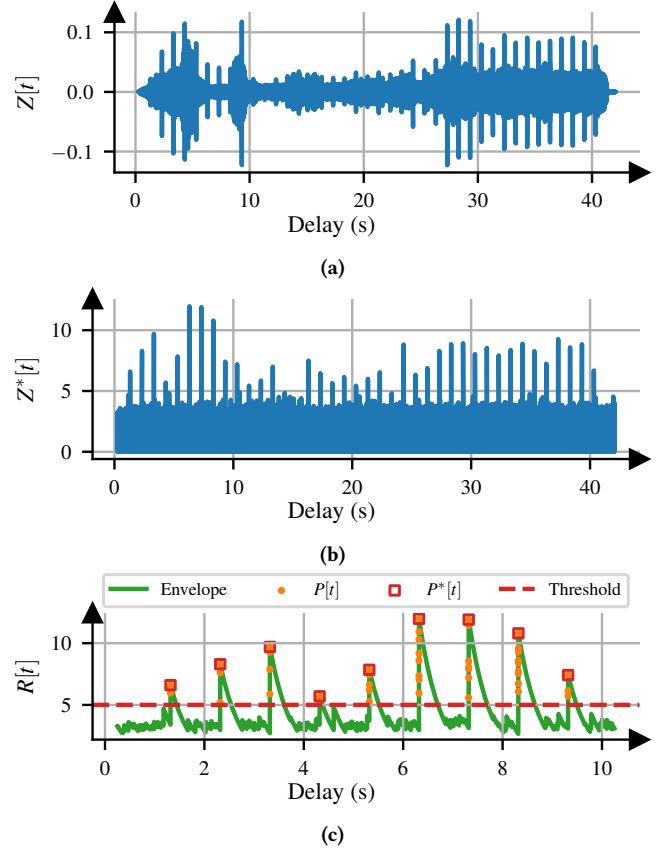 0.1
0.0
−0.1
Z[t]
0 10 20 30 40
Delay (s)
(a)
10
5
0
Z*[t]
0 10 20 30 40
Delay (s)
(b)
Envelope P[t] P*[t] Threshold
10
5
R[t]
0 2 4 6 8 10
Delay (s)
(c)